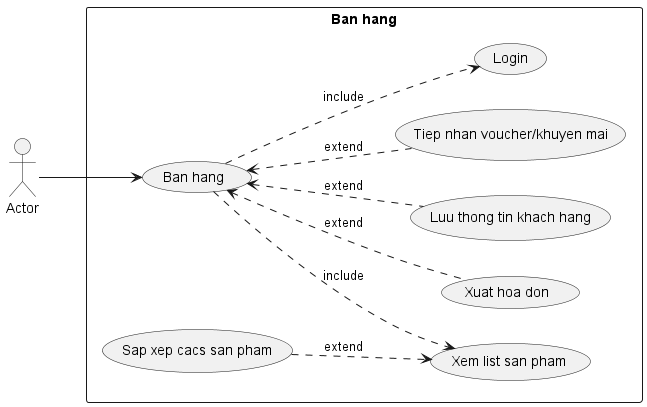 Ban hang
Login
include
Tiep nhan voucher/khuyen mai
extend
Ban hang
extend
Luu thong tin khach hang
Actor
extend
include
Xuat hoa don
Sap xep cacs san pham
extend
Xem list san pham